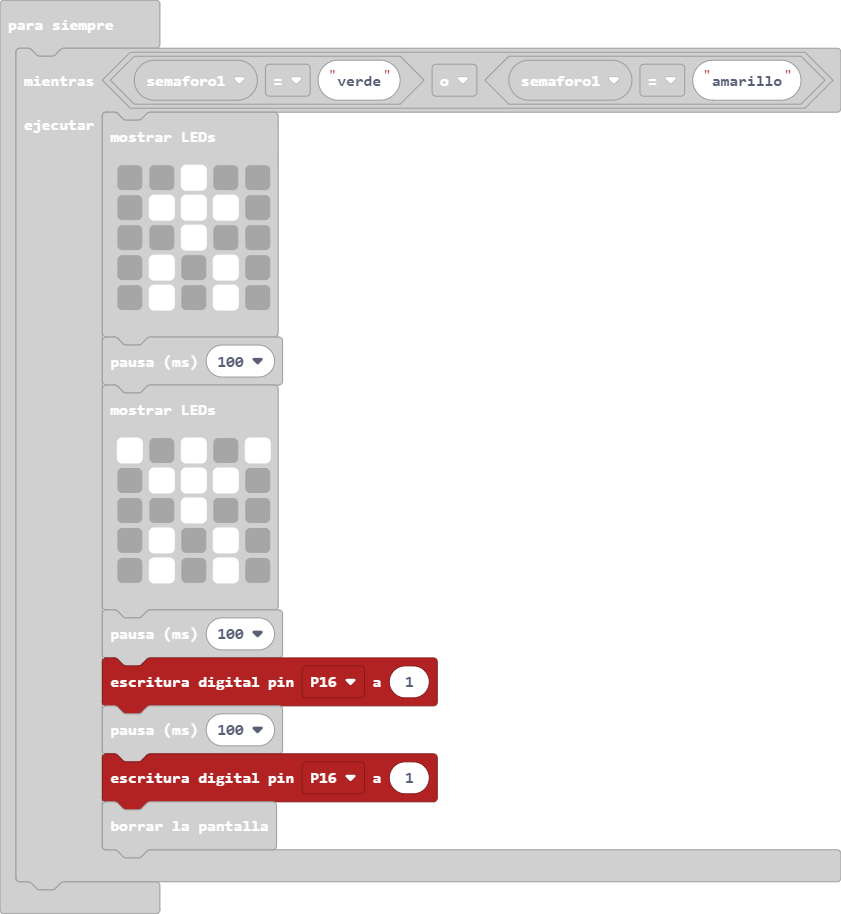 para siempre
mientras semaforo1 = "verde" o semaforo1 = "amarillo"
ejecutar
mostrar LEDs
pausa (ms) 100
mostrar LEDs
pausa (ms) 100
escritura digital pin P16 a 1
pausa (ms) 100
escritura digital pin P16 a 1
borrar la pantalla